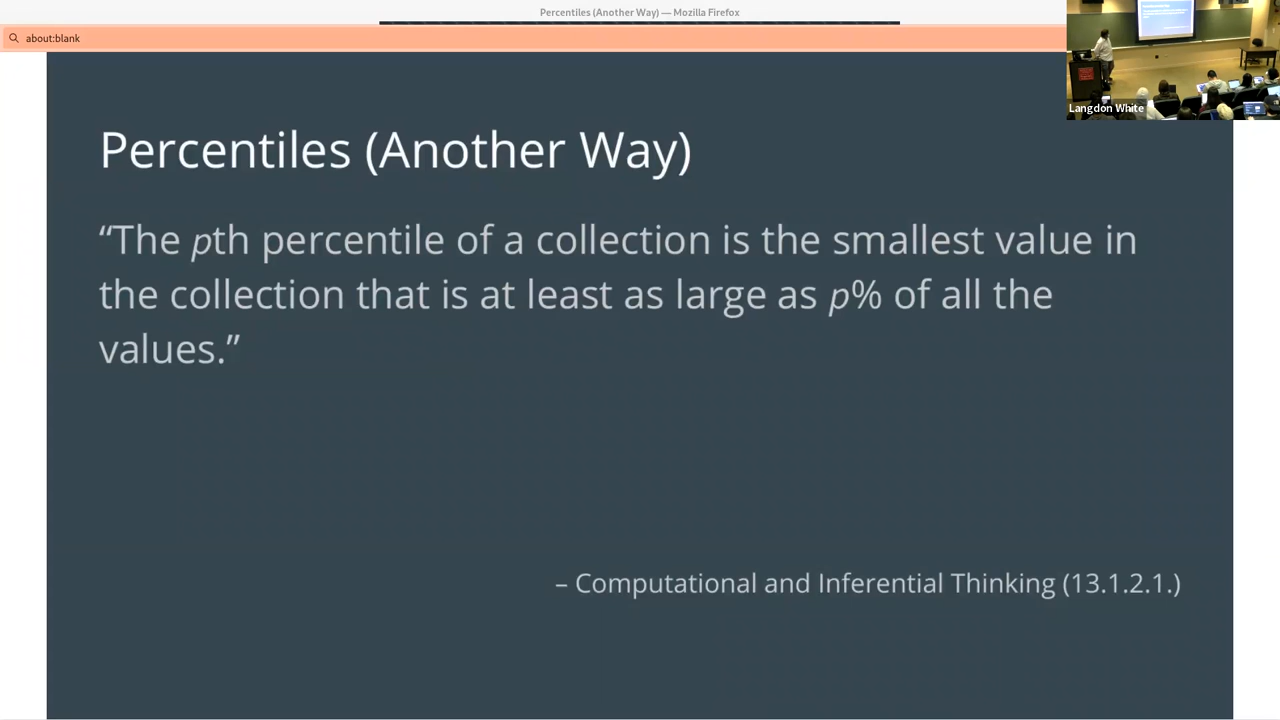 Percentiles (Another Way) — Mozilla Firefox
about:blank
Langdon White
Percentiles (Another Way)
“The pth percentile of a collection is the smallest value in
the collection that is at least as large as p% of all the
values.”
– Computational and Inferential Thinking (13.1.2.1.)